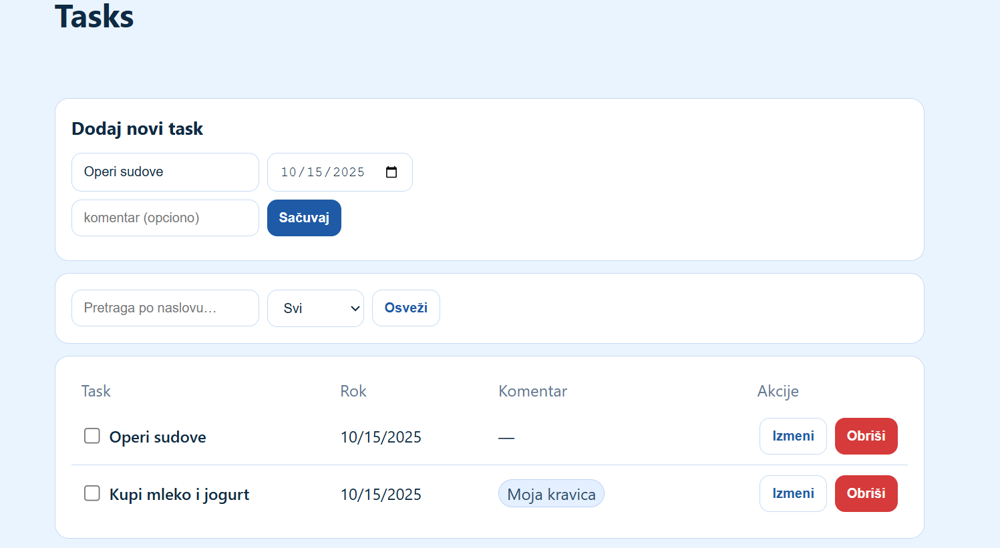 Tasks
Dodaj novi task
Operi sudove 10/15/2025
komentar (opciono) Sačuvaj
Pretraga po naslovu… Svi Osveži
Task Rok Komentar Akcije
Operi sudove 10/15/2025 — Izmeni Obriši
Kupi mleko i jogurt 10/15/2025 Moja kravica Izmeni Obriši